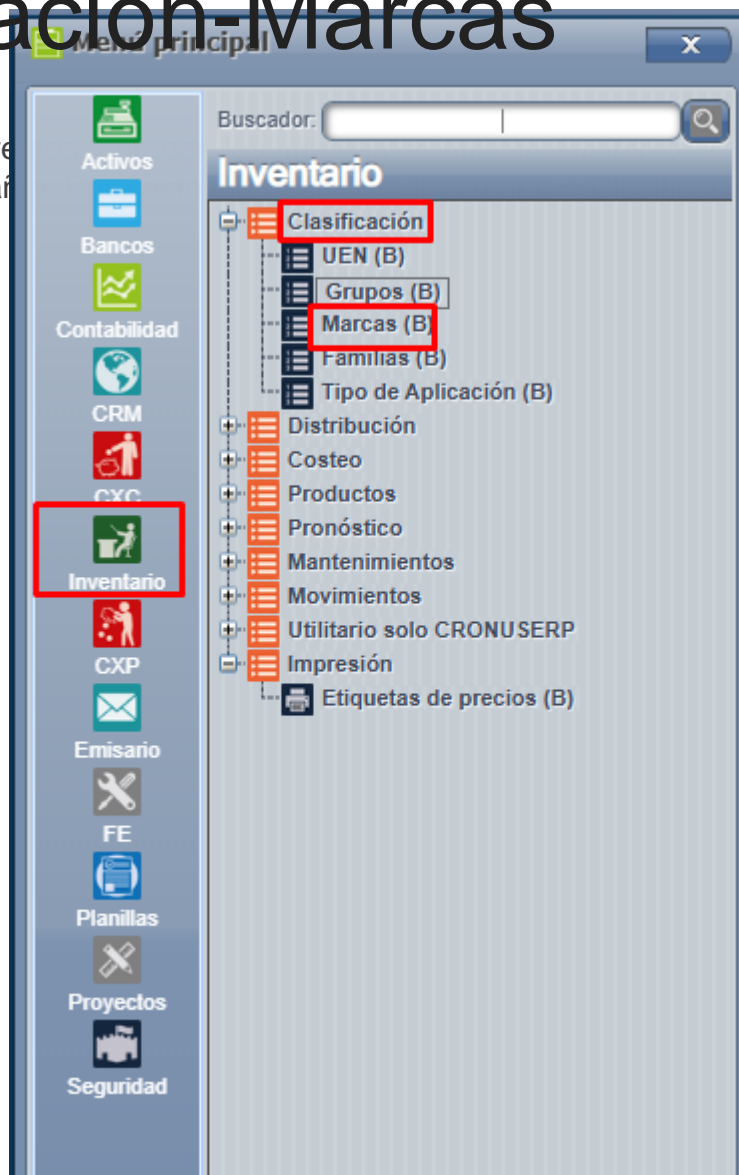 ación-Marcas
Menú principal
x
Buscador:
Inventario
Activos
Bancos
Contabilidad
CRM
CXC
Inventario
CXP
Emisario
FE
Planillas
Proyectos
Seguridad
Clasificación
UEN (B)
Grupos (B)
Marcas (B)
Familias (B)
Tipo de Aplicación (B)
Distribución
Costeo
Productos
Pronóstico
Mantenimientos
Movimientos
Utilitario solo CRONUSERP
Impresión
Etiquetas de precios (B)